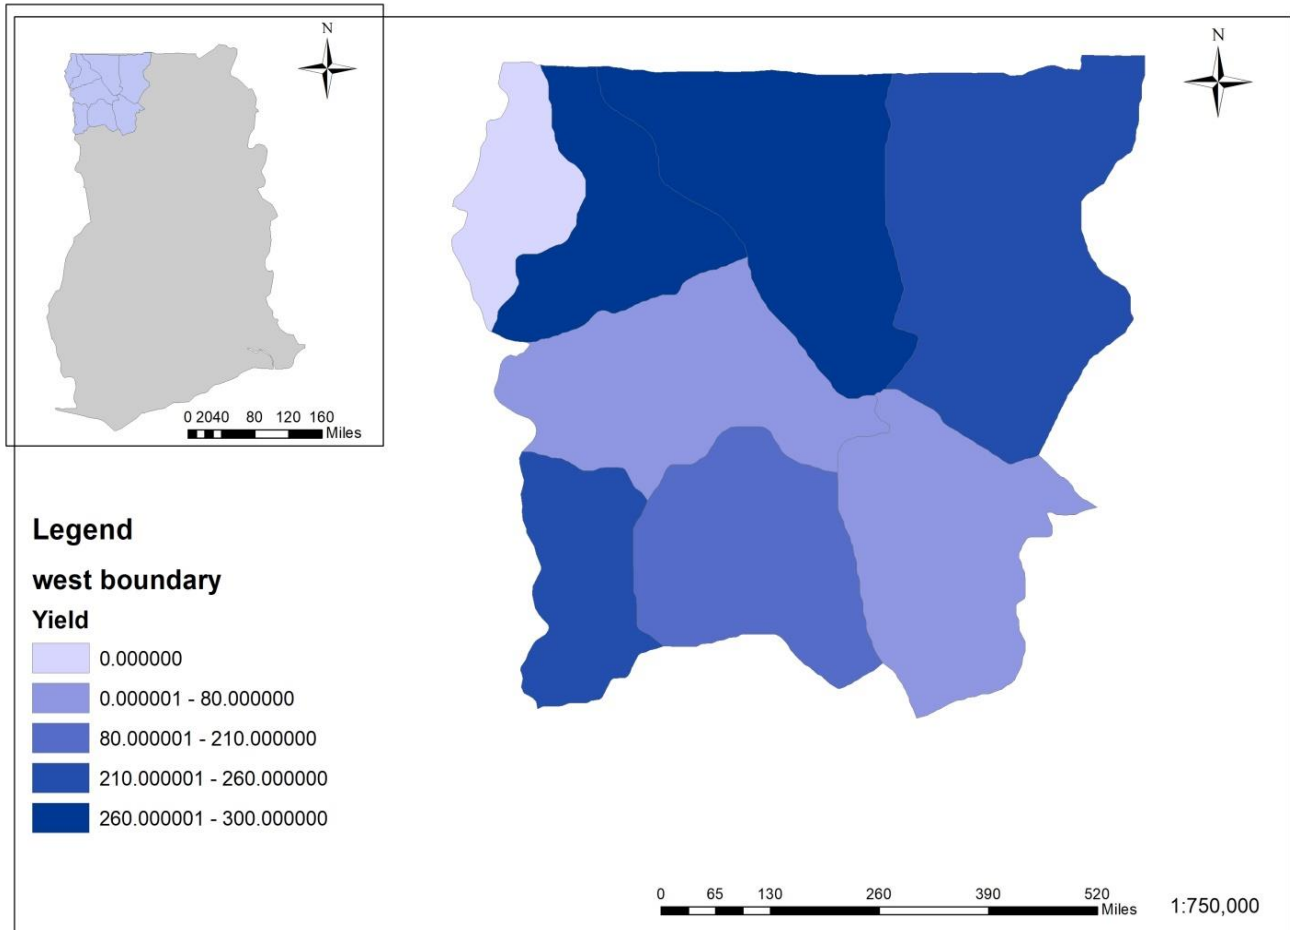 N
0 2040 80 120 160
Miles
N
Legend
west boundary
Yield
0.000000
0.000001 - 80.000000
80.000001 - 210.000000
210.000001 - 260.000000
260.000001 - 300.000000
0 65 130 260 390 520
Miles
1:750,000